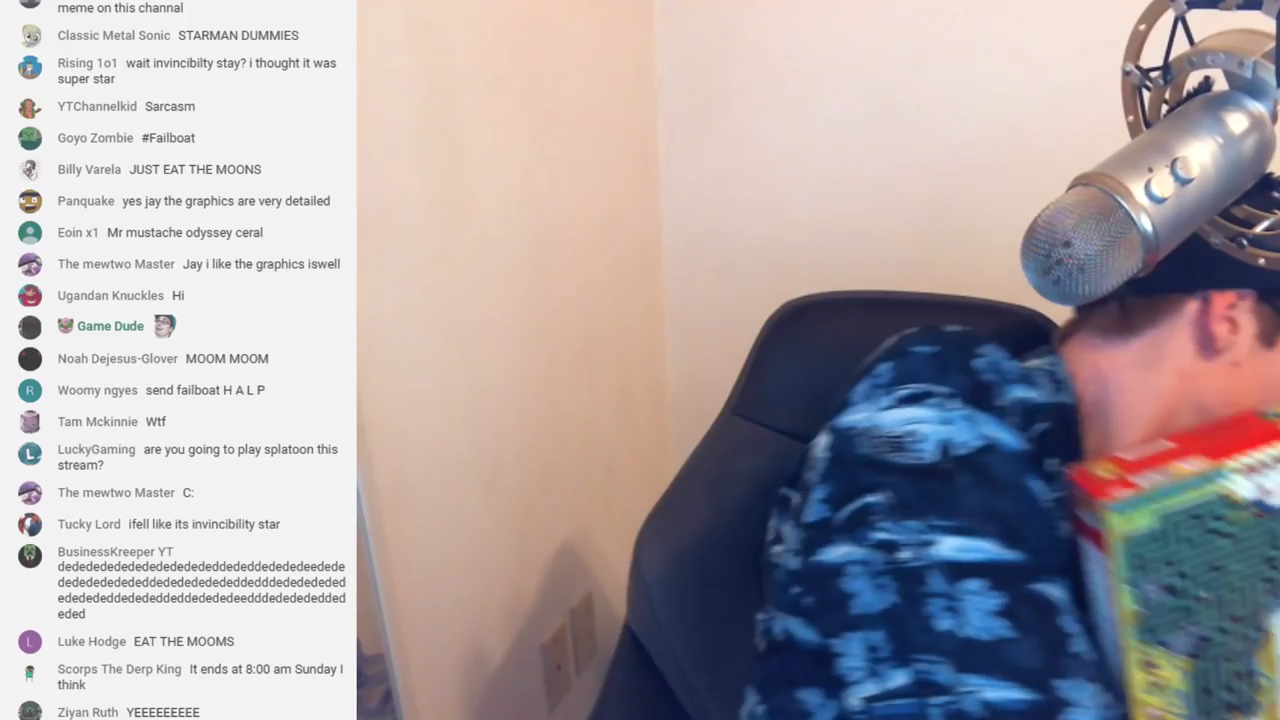 meme on this channel
Classic Metal Sonic STARMAN DUMMIES
Rising 1o1 wait invincibilty stay? i thought it was
super star
YTChannelkid Sarcasm
Goyo Zombie #Failboat
Billy Varela JUST EAT THE MOONS
Panquake yes jay the graphics are very detailed
Eoin x1 Mr mustache odyssey ceral
The mewtwo Master Jay i like the graphics iswell
Ugandan Knuckles Hi
Game Dude
Noah Dejesus-Glover MOOM MOOM
R Woomy ngyes send failboat H A L P
Tam Mckinnie Wtf
L LuckyGaming are you going to play splatoon this
stream?
The mewtwo Master C:
Tucky Lord ifell like its invincibility star
BusinessKreeper YT
dedededededededededededdededdedededeedede
dedededededdedededededdededddedededededed
ededededdedededdeddedededeeddededededded
eded
L Luke Hodge EAT THE MOOMS
Scorps The Derp King It ends at 8:00 am Sunday I
think
Ziyan Ruth YEEEEEEEEE